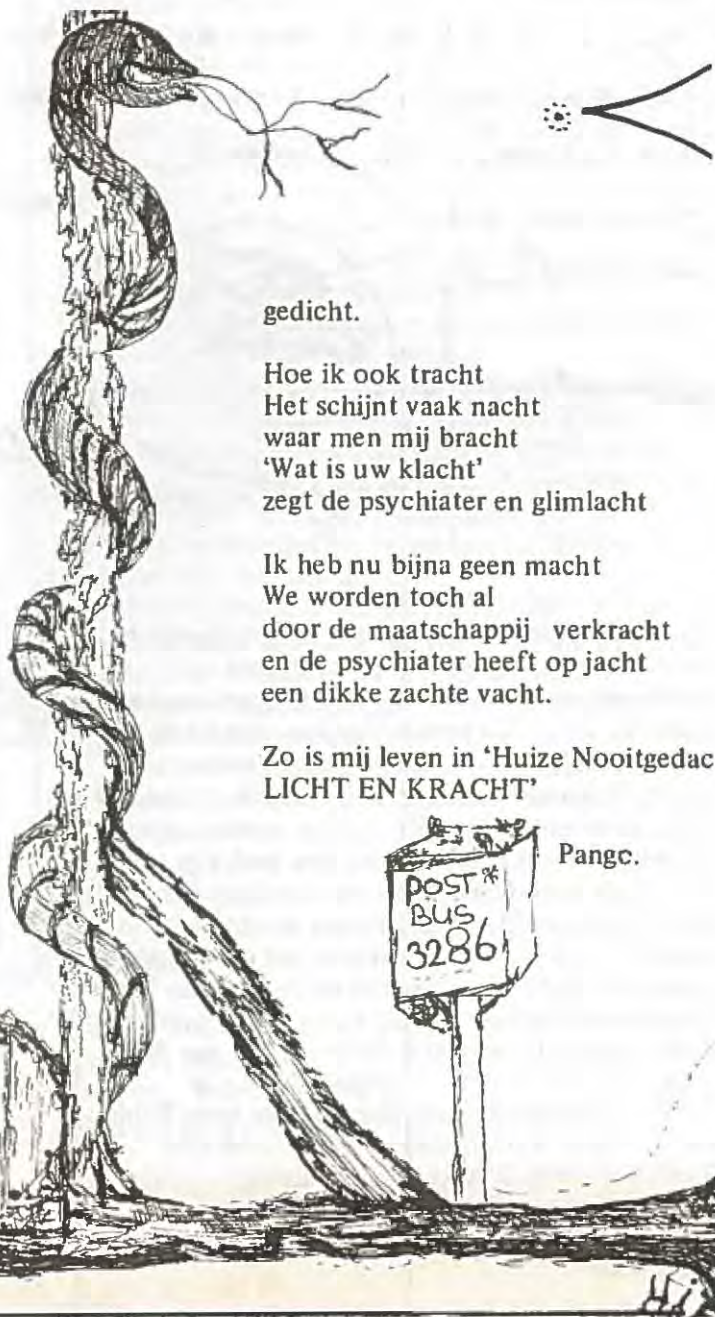 gedicht.

Hoe ik ook tracht
Het schijnt vaak nacht
waar men mij bracht
'Wat is uw klacht'
zegt de psychiater en glimlacht

Ik heb nu bijna geen macht
We worden toch al
door de maatschappij verkracht
en de psychiater heeft op jacht
een dikke zachte vacht.

Zo is mij leven in 'Huize Nooitgedac
LICHT EN KRACHT'

Pange.

POST*
BUS
3286